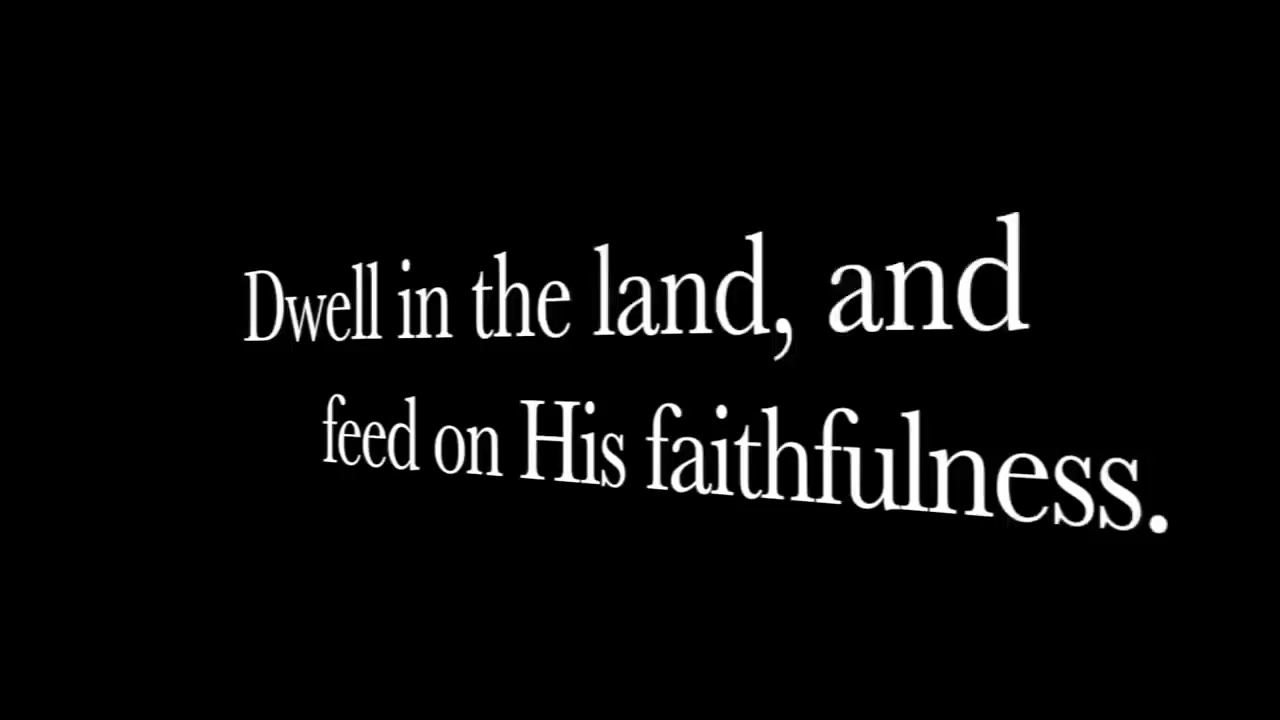 Dwell in the land, and
feed on His faithfulness.